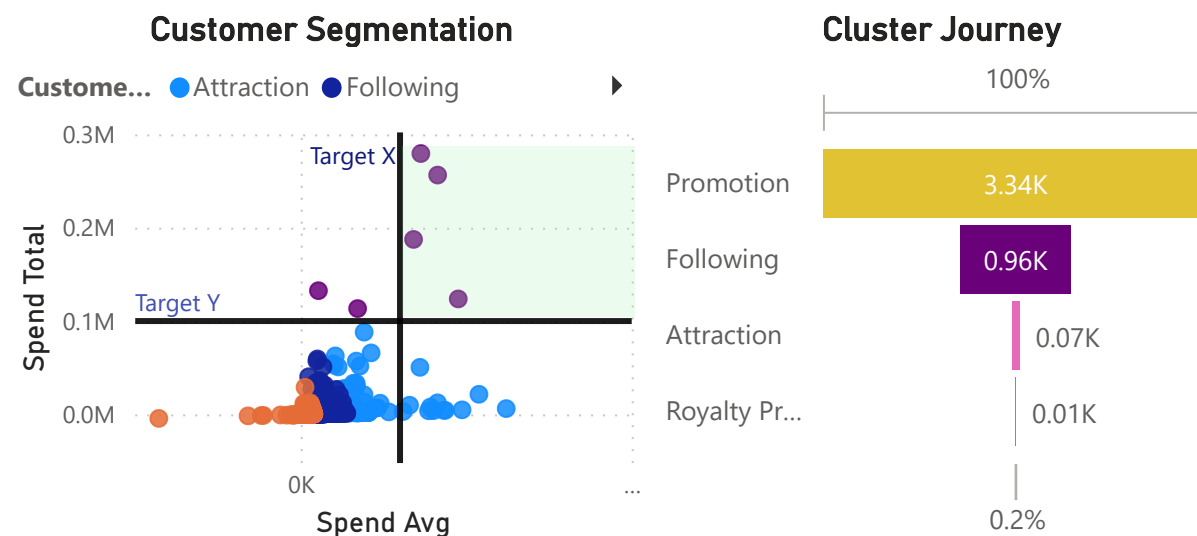 Customer Segmentation
Custome... Attraction Following
0.3M
0.2M
0.1M
0.0M
Spend Total
Target X
Target Y
0K
...
Spend Avg
Cluster Journey
100%
Promotion 3.34K
Following 0.96K
Attraction 0.07K
Royalty Pr... 0.01K
0.2%